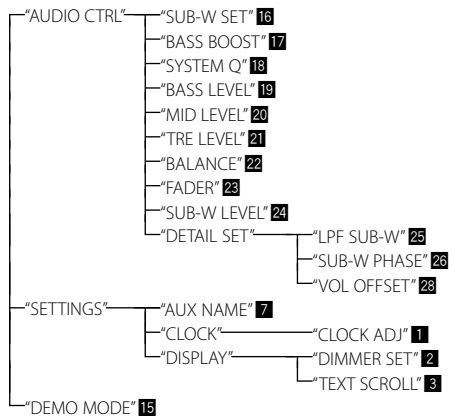 “AUDIO CTRL” “SUB-W SET” 16
“BASS BOOST” 17
“SYSTEM Q” 18
“BASS LEVEL” 19
“MID LEVEL” 20
“TRE LEVEL” 21
“BALANCE” 22
“FADER” 23
“SUB-W LEVEL” 24
“DETAIL SET” “LPF SUB-W” 25
“SUB-W PHASE” 26
“VOL OFFSET” 28
“SETTINGS” “AUX NAME” 7
“CLOCK” “CLOCK ADJ” 1
“DISPLAY” “DIMMER SET” 2
“TEXT SCROLL” 3
“DEMO MODE” 15